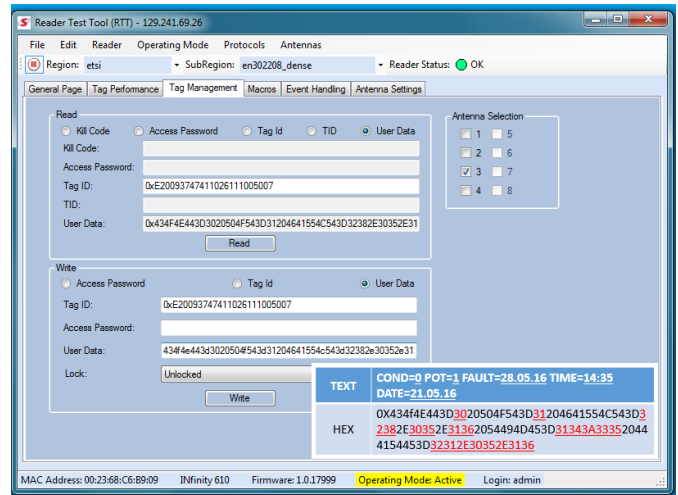 Reader Test Tool (RTT) - 129.241.69.26
File Edit Reader Operating Mode Protocols Antennas
Region: etsi SubRegion: en302208_dense Reader Status: OK
General Page Tag Perfomance Tag Management Macros Event Handling Antenna Settings
Read
Kill Code Access Password Tag Id TID User Data
Kill Code:
Access Password:
Tag ID: 0xE20093747411026111005007
TID:
User Data: 0x434F4E443D3020504F543D31204641554C543D32382E30352E31
Read
Antenna Selection
1 5
2 6
3 7
4 8
Write
Access Password Tag Id User Data
Tag ID: 0xE20093747411026111005007
Access Password:
User Data: 434f4e443d3020504f543d31204641554c543d32382e30352e31
Lock: Unlocked
Write
TEXT COND=0 POT=1 FAULT=28.05.16 TIME=14:35
DATE=21.05.16
HEX 0X434f4E443D3020504F543D31204641554C543D3
2382E30352E31362054494D453D31343A33352044
4154453D32312E30352E3136
MAC Address: 00:23:68:C6:B9:09 INfinity 610 Firmware: 1.0.17999 Operating Mode: Active Login: admin